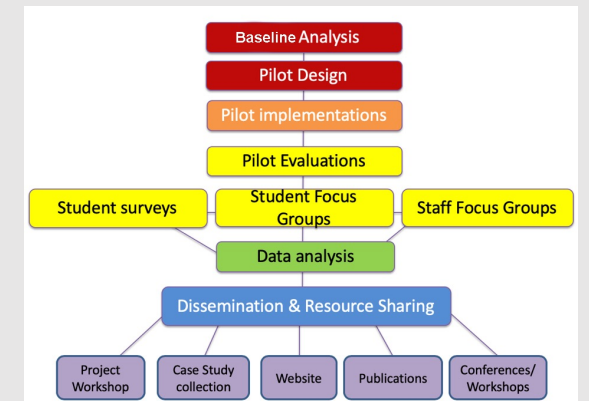 Baseline Analysis
Pilot Design
Pilot implementations
Pilot Evaluations
Student surveys
Student Focus
Groups
Staff Focus Groups
Data analysis
Dissemination & Resource Sharing
Project
Workshop
Case Study
collection
Website
Publications
Conferences/
Workshops